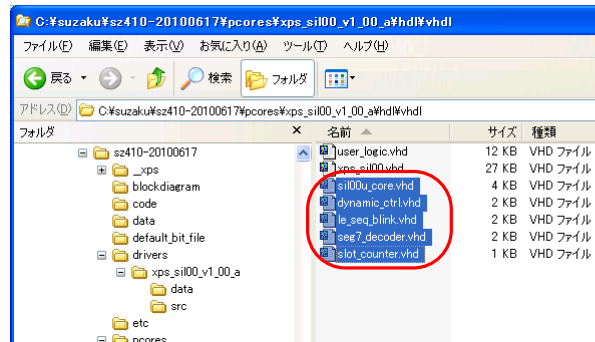 C:¥suzaku¥sz410-20100617¥pcores¥xps_sil00_v1_00_a¥hdl¥vhdl
ファイル(F) 編集(E) 表示(V) お気に入り(A) ツール(T) ヘルプ(H)
戻る 検索 フォルダ
アドレス(D) C:¥suzaku¥sz410-20100617¥pcores¥xps_sil00_v1_00_a¥hdl¥vhdl
フォルダ × 名前 サイズ 種類
sz410-20100617 user_logic.vhd 12 KB VHD ファイル
_xps xps_sil00.vhd 27 KB VHD ファイル
blockdiagram sil00u_core.vhd 4 KB VHD ファイル
code dynamic_ctrl.vhd 2 KB VHD ファイル
data le_seq_blink.vhd 2 KB VHD ファイル
default_bit_file seg7_decoder.vhd 2 KB VHD ファイル
drivers slot_counter.vhd 1 KB VHD ファイル
xps_sil00_v1_00_a
data
src
etc
pcores